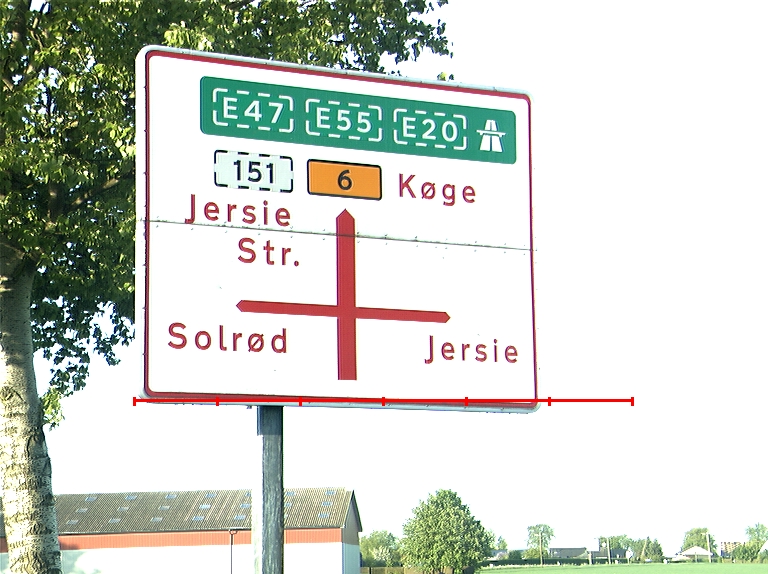 E47 E55 E20
151 6 Køge
Jersie
Str.
Solrød Jersie